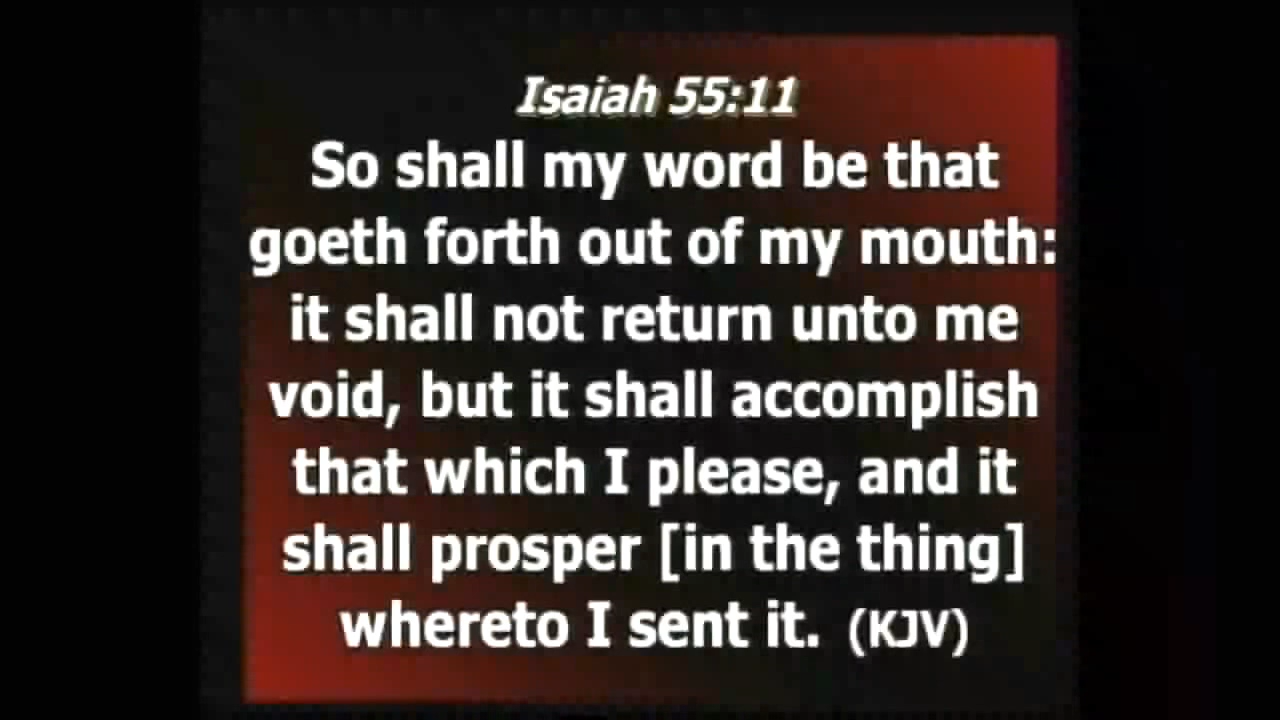 Isaiah 55:11
So shall my word be that
goeth forth out of my mouth:
it shall not return unto me
void, but it shall accomplish
that which I please, and it
shall prosper [in the thing]
whereto I sent it. (KJV)